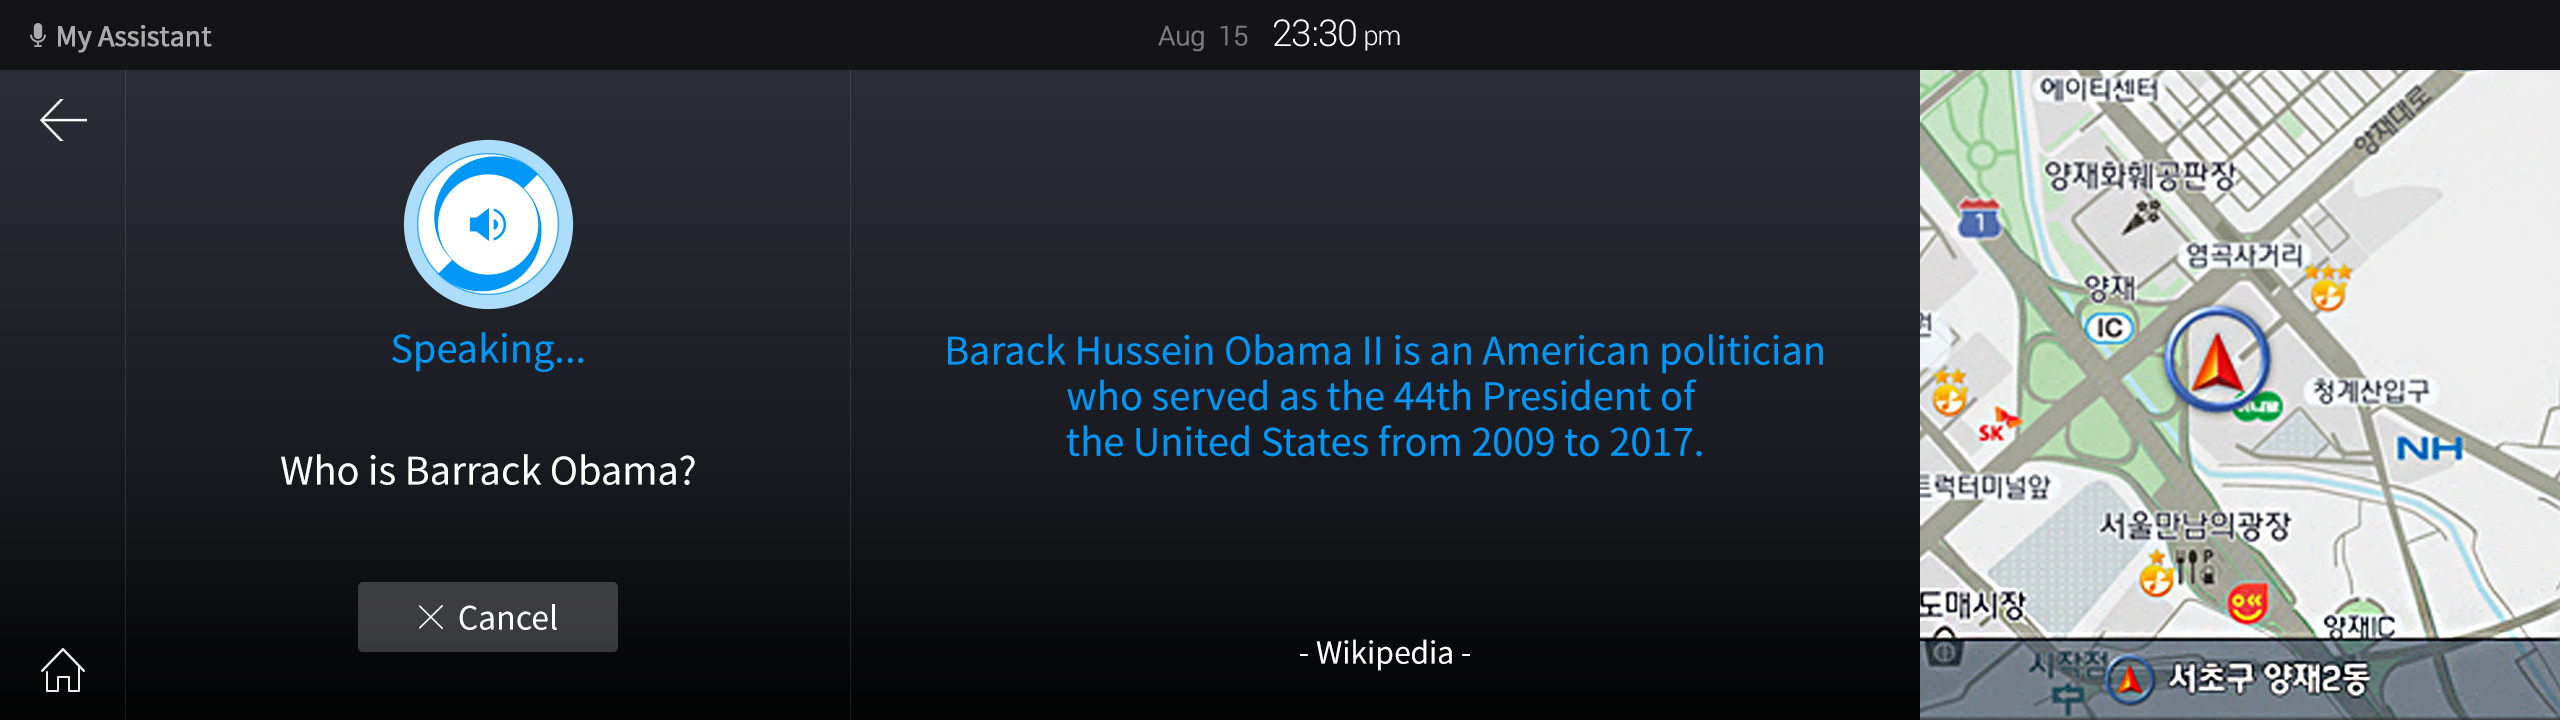 My Assistant
Aug 15 23:30 pm
Speaking...
Who is Barrack Obama?
Cancel
Barack Hussein Obama II is an American politician
who served as the 44th President of
the United States from 2009 to 2017.
- Wikipedia -
에이티센터
양재대로
양재화훼공판장
1
염곡사거리
양재
IC
청계산입구
SK
NH
트럭터미널앞
서울만남의광장
P
도매시장
양재IC
시작점
서초구 양재2동